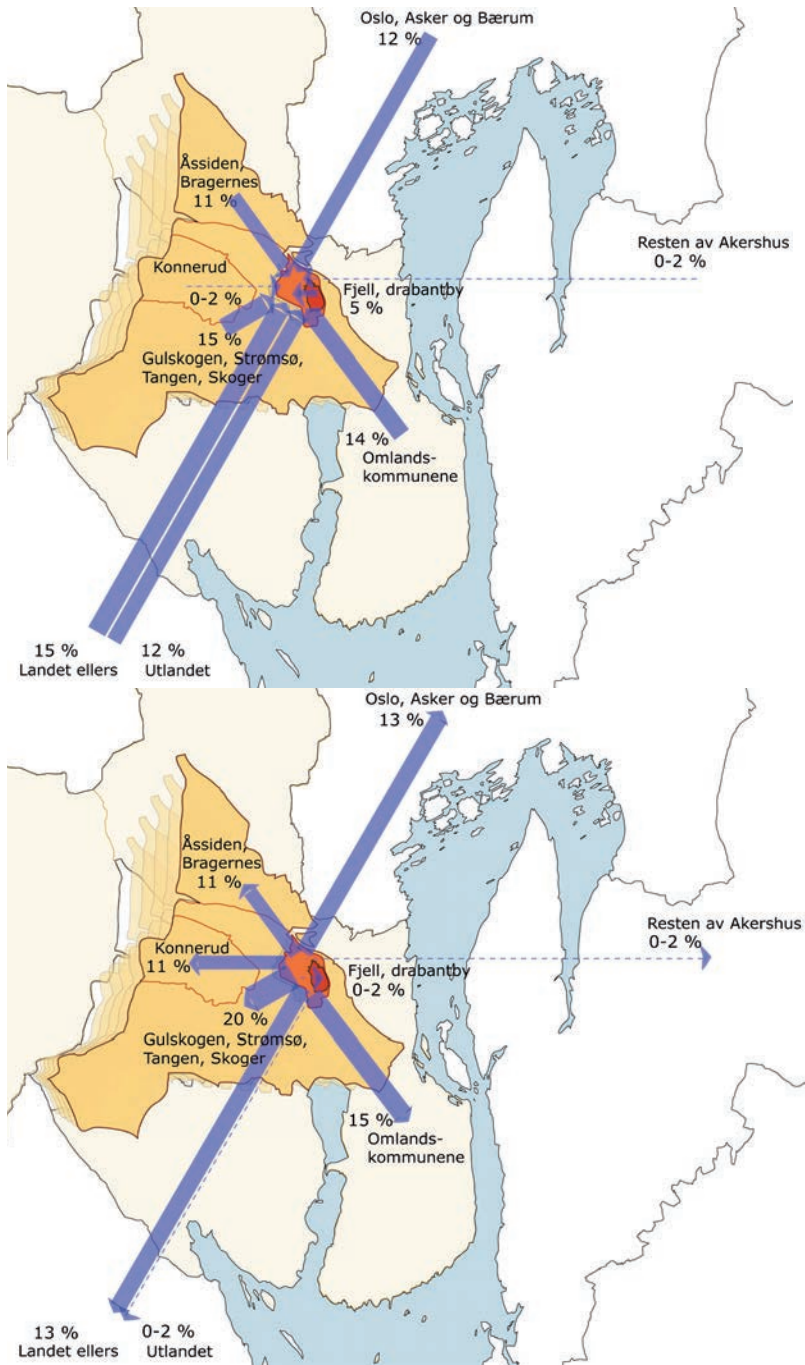 Oslo, Asker og Bærum
12 %
Åssiden,
Bragernes
11 %
Resten av Akershus
0-2 %
Konnerud
0-2 %
Fjell, drabantby
5 %
15 %
Gulskogen, Strømsø,
Tangen, Skoger
14 %
Omlands-
kommunene
15 %
Landet ellers
12 %
Utlandet
Oslo, Asker og Bærum
13 %
Åssiden,
Bragernes
11 %
Resten av Akershus
0-2 %
Konnerud
11 %
Fjell, drabantby
0-2 %
20 %
Gulskogen, Strømsø,
Tangen, Skoger
15 %
Omlands-
kommunene
13 %
Landet ellers
0-2 %
Utlandet